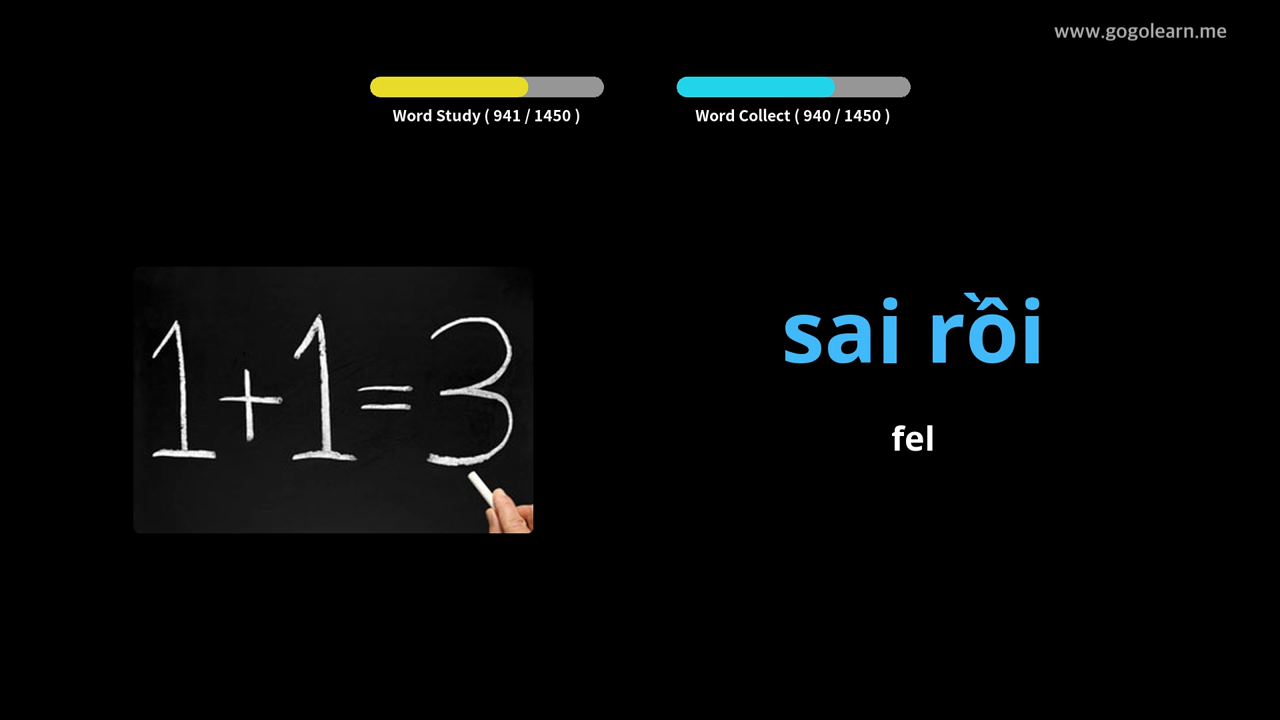 www.gogolearn.me
Word Study ( 941 / 1450 )
Word Collect ( 940 / 1450 )
1+1=3
sai rồi
fel